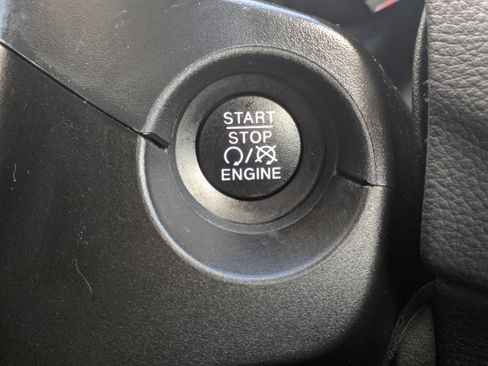 START
STOP
/
ENGINE